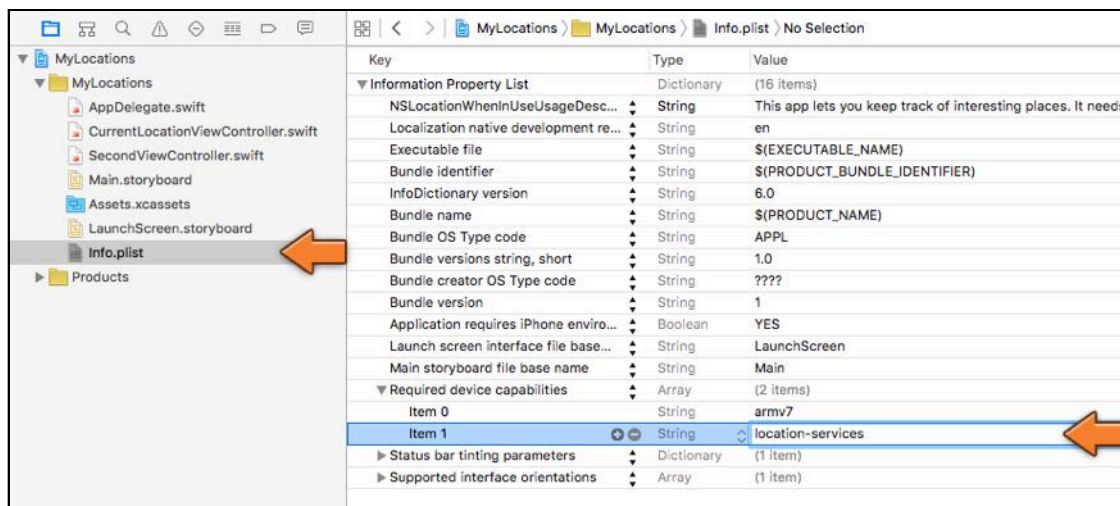 MyLocations
MyLocations
AppDelegate.swift
CurrentLocationViewController.swift
SecondViewController.swift
Main.storyboard
Assets.xcassets
LaunchScreen.storyboard
Info.plist
Products
MyLocations MyLocations Info.plist No Selection
Key Type Value
Information Property List Dictionary (16 items)
NSLocationWhenInUseUsageDesc... String This app lets you keep track of interesting places. It needs
Localization native development re... String en
Executable file String $(EXECUTABLE_NAME)
Bundle identifier String $(PRODUCT_BUNDLE_IDENTIFIER)
InfoDictionary version String 6.0
Bundle name String $(PRODUCT_NAME)
Bundle OS Type code String APPL
Bundle versions string, short String 1.0
Bundle creator OS Type code String ????
Bundle version String 1
Application requires iPhone enviro... Boolean YES
Launch screen interface file base... String LaunchScreen
Main storyboard file base name String Main
Required device capabilities Array (2 items)
Item 0 String armv7
Item 1 String location-services
Status bar tinting parameters Dictionary (1 item)
Supported interface orientations Array (1 item)